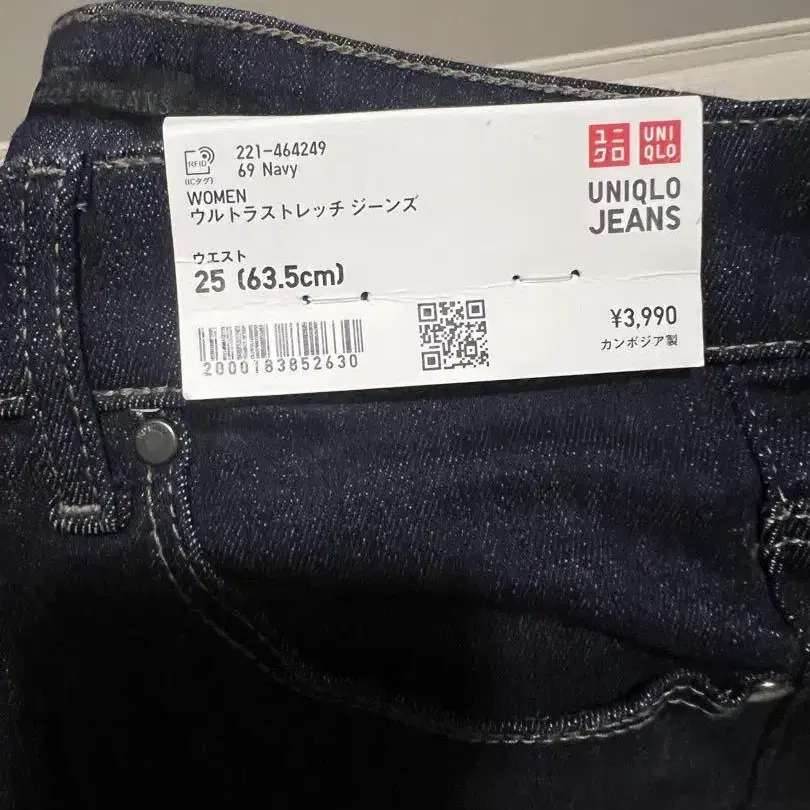 221-464249
69 Navy
RFID
(ICタグ)
WOMEN
ウルトラストレッチ ジーンズ
ユニ
クロ
UNI
QLO
UNIQLO
JEANS
ウエスト
25 (63.5cm)
2000183852630
¥3,990
カンボジア製